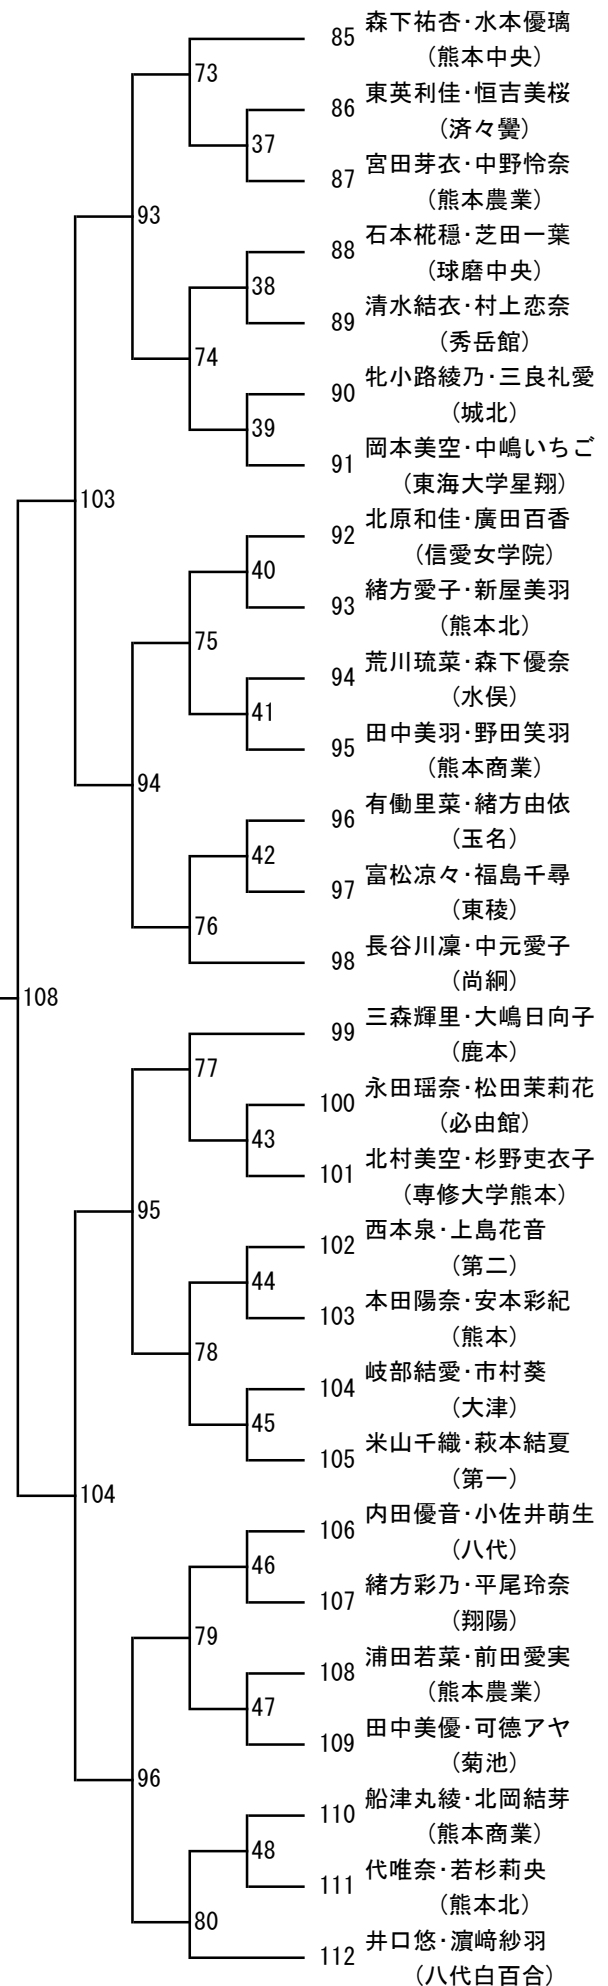 森下祐杏・水本優璃
85
(熊本中央)
73
東英利佳・恒吉美桜
86
(済々黌)
37
宮田芽衣・中野怜奈
87
(熊本農業)
93
石本椛穏・芝田一葉
88
(球磨中央)
38
清水結衣・村上恋奈
89
(秀岳館)
74
牝小路綾乃・三良礼愛
90
(城北)
39
岡本美空・中嶋いちご
91
(東海大学星翔)
103
北原和佳・廣田百香
92
(信愛女学院)
40
緒方愛子・新屋美羽
93
(熊本北)
75
荒川琉菜・森下優奈
94
(水俣)
41
田中美羽・野田笑羽
95
(熊本商業)
94
有働里菜・緒方由依
96
(玉名)
42
富松凉々・福島千尋
97
(東稜)
76
長谷川凜・中元愛子
98
(尚絅)
108
三森輝里・大嶋日向子
99
(鹿本)
77
永田瑶奈・松田茉莉花
100
(必由館)
43
北村美空・杉野吏衣子
101
(専修大学熊本)
95
西本泉・上島花音
102
(第二)
44
本田陽奈・安本彩紀
103
(熊本)
78
岐部結愛・市村葵
104
(大津)
45
米山千織・萩本結夏
105
(第一)
104
内田優音・小佐井萌生
106
(八代)
46
緒方彩乃・平尾玲奈
107
(翔陽)
79
浦田若菜・前田愛実
108
(熊本農業)
47
田中美優・可德アヤ
109
(菊池)
96
船津丸綾・北岡結芽
110
(熊本商業)
48
代唯奈・若杉莉央
111
(熊本北)
80
井口悠・濵﨑紗羽
112
(八代白百合)